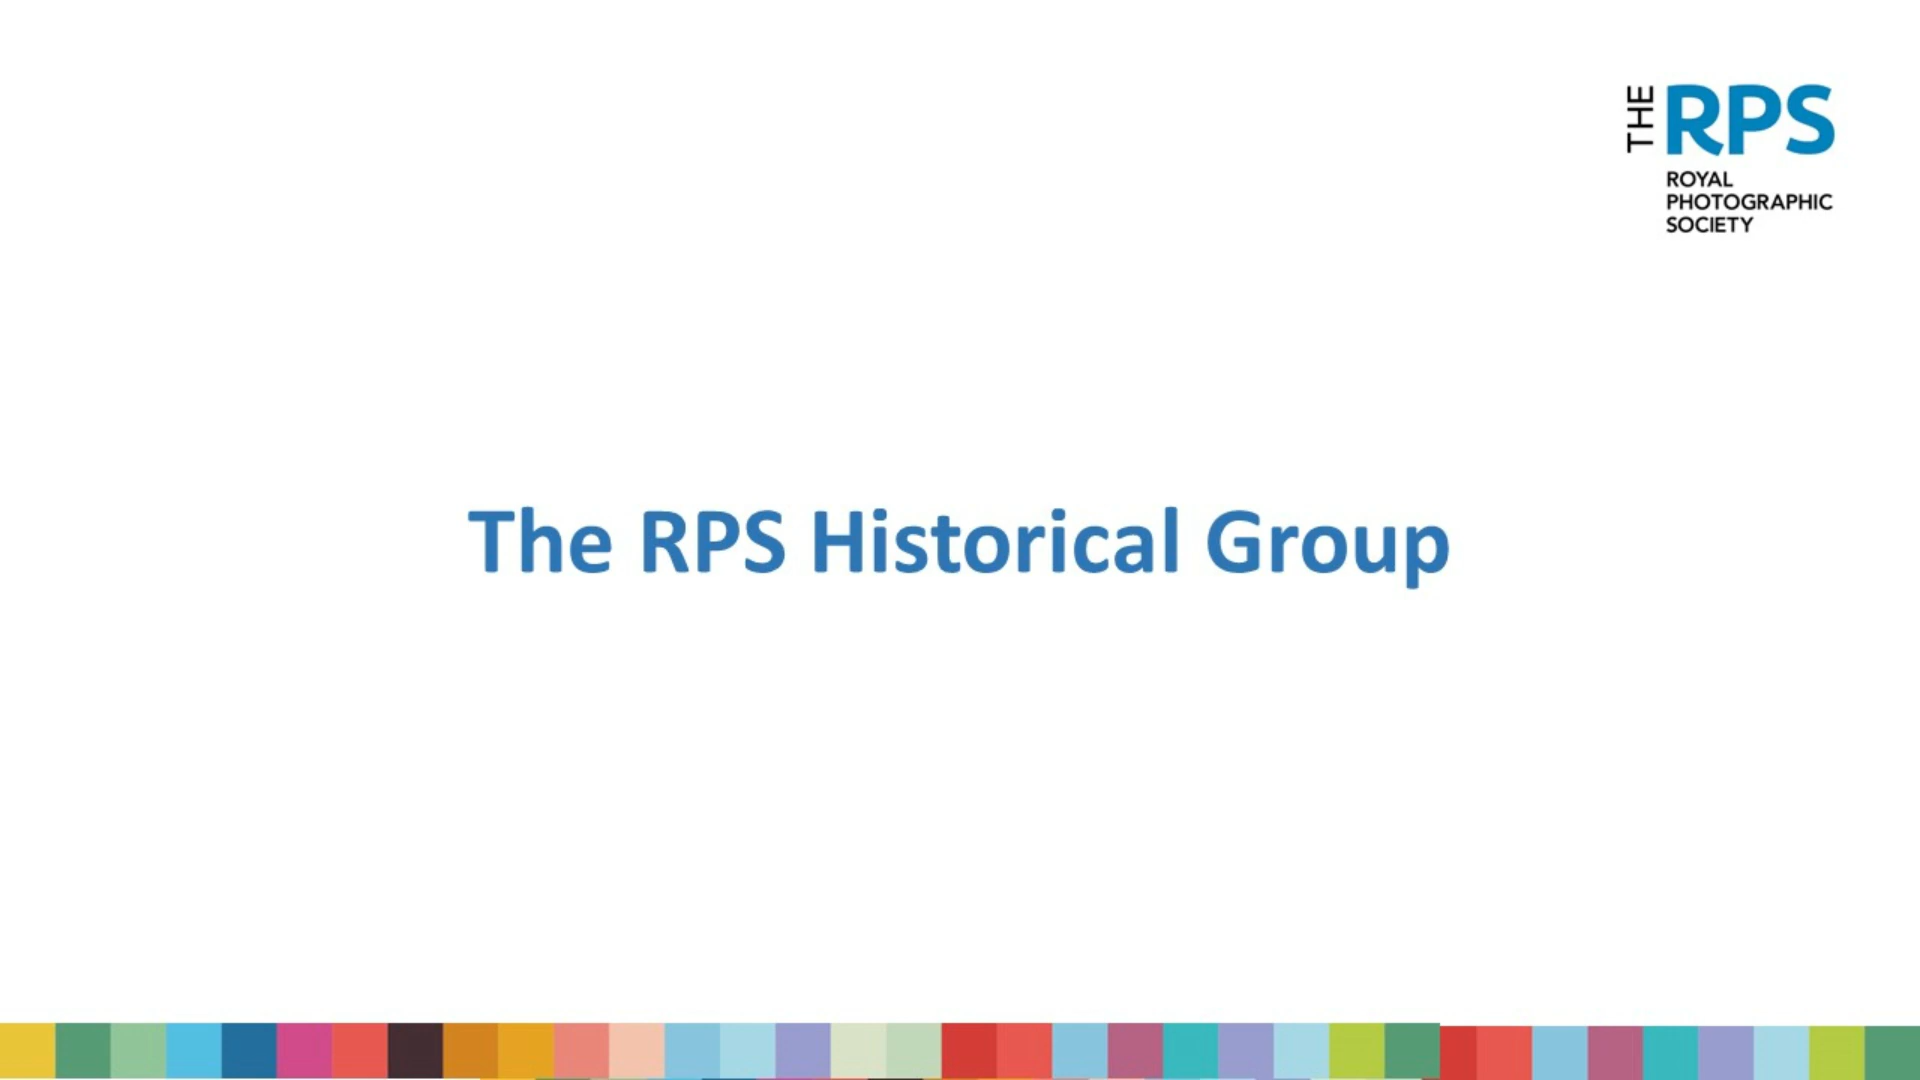 THE RPS
ROYAL
PHOTOGRAPHIC
SOCIETY
The RPS Historical Group